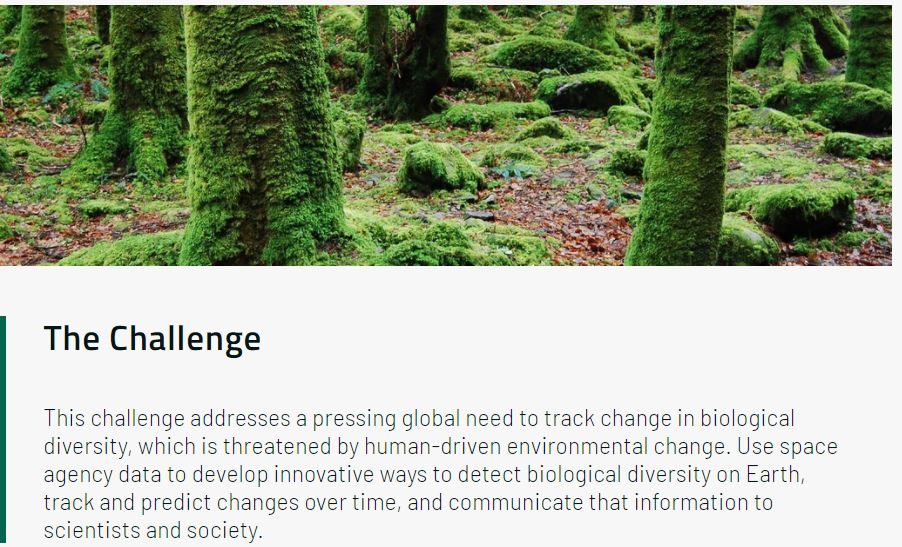 The Challenge
This challenge addresses a pressing global need to track change in biological
diversity, which is threatened by human-driven environmental change. Use space
agency data to develop innovative ways to detect biological diversity on Earth,
track and predict changes over time, and communicate that information to
scientists and society.